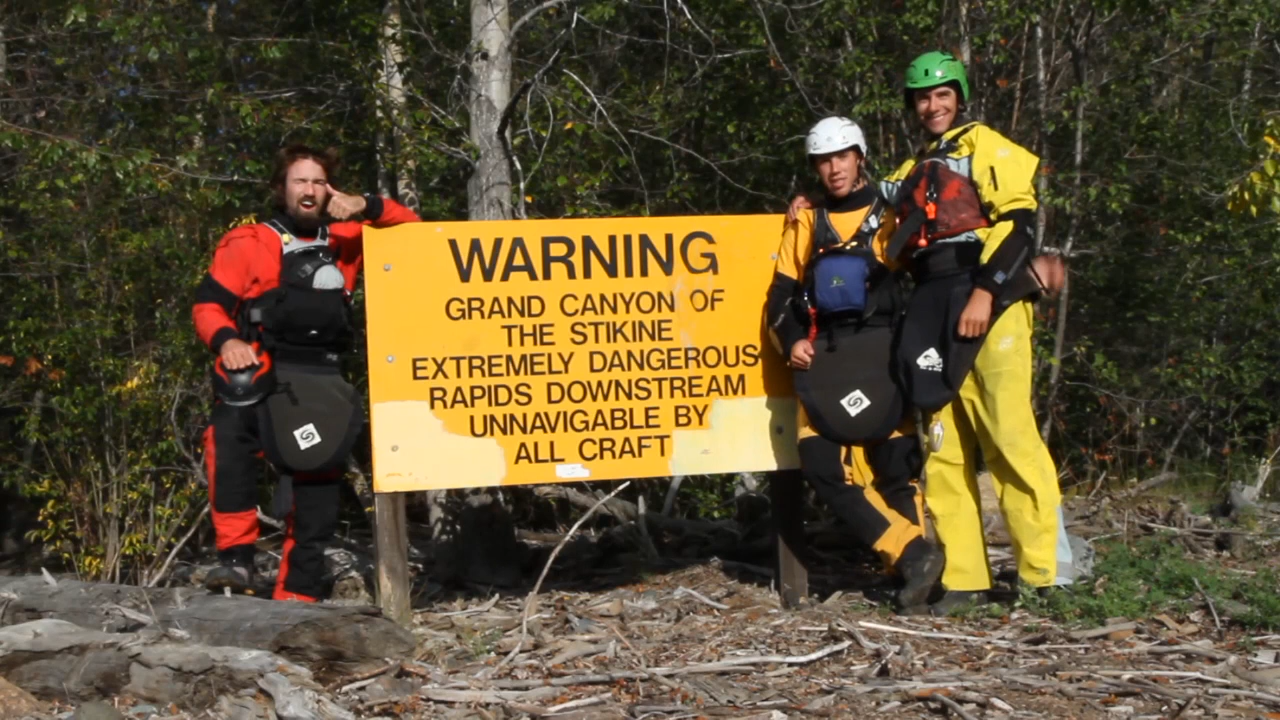 WARNING
GRAND CANYON OF
THE STIKINE
EXTREMELY DANGEROUS
RAPIDS DOWNSTREAM
UNNAVIGABLE BY
ALL CRAFT